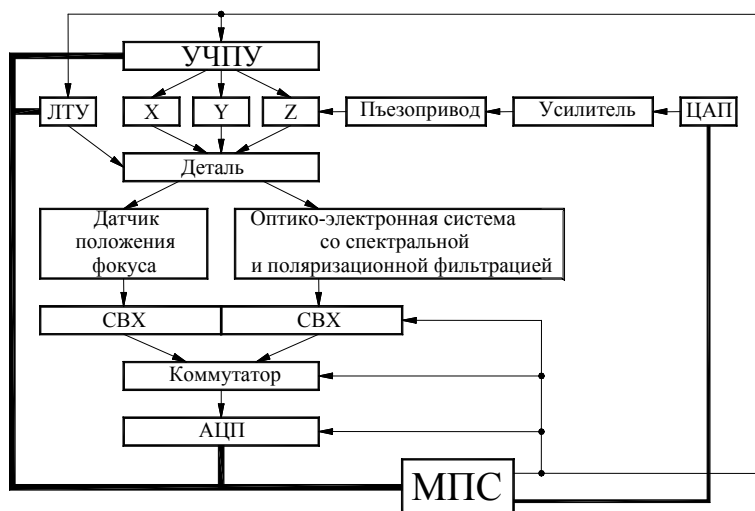 УЧПУ
ЛТУ
X
Y
Z
Пъезопривод
Усилитель
ЦАП
Деталь
Датчик
положения
фокуса
Оптико-электронная система
со спектральной
и поляризационной фильтрацией
СВХ
СВХ
Коммутатор
АЦП
МПС